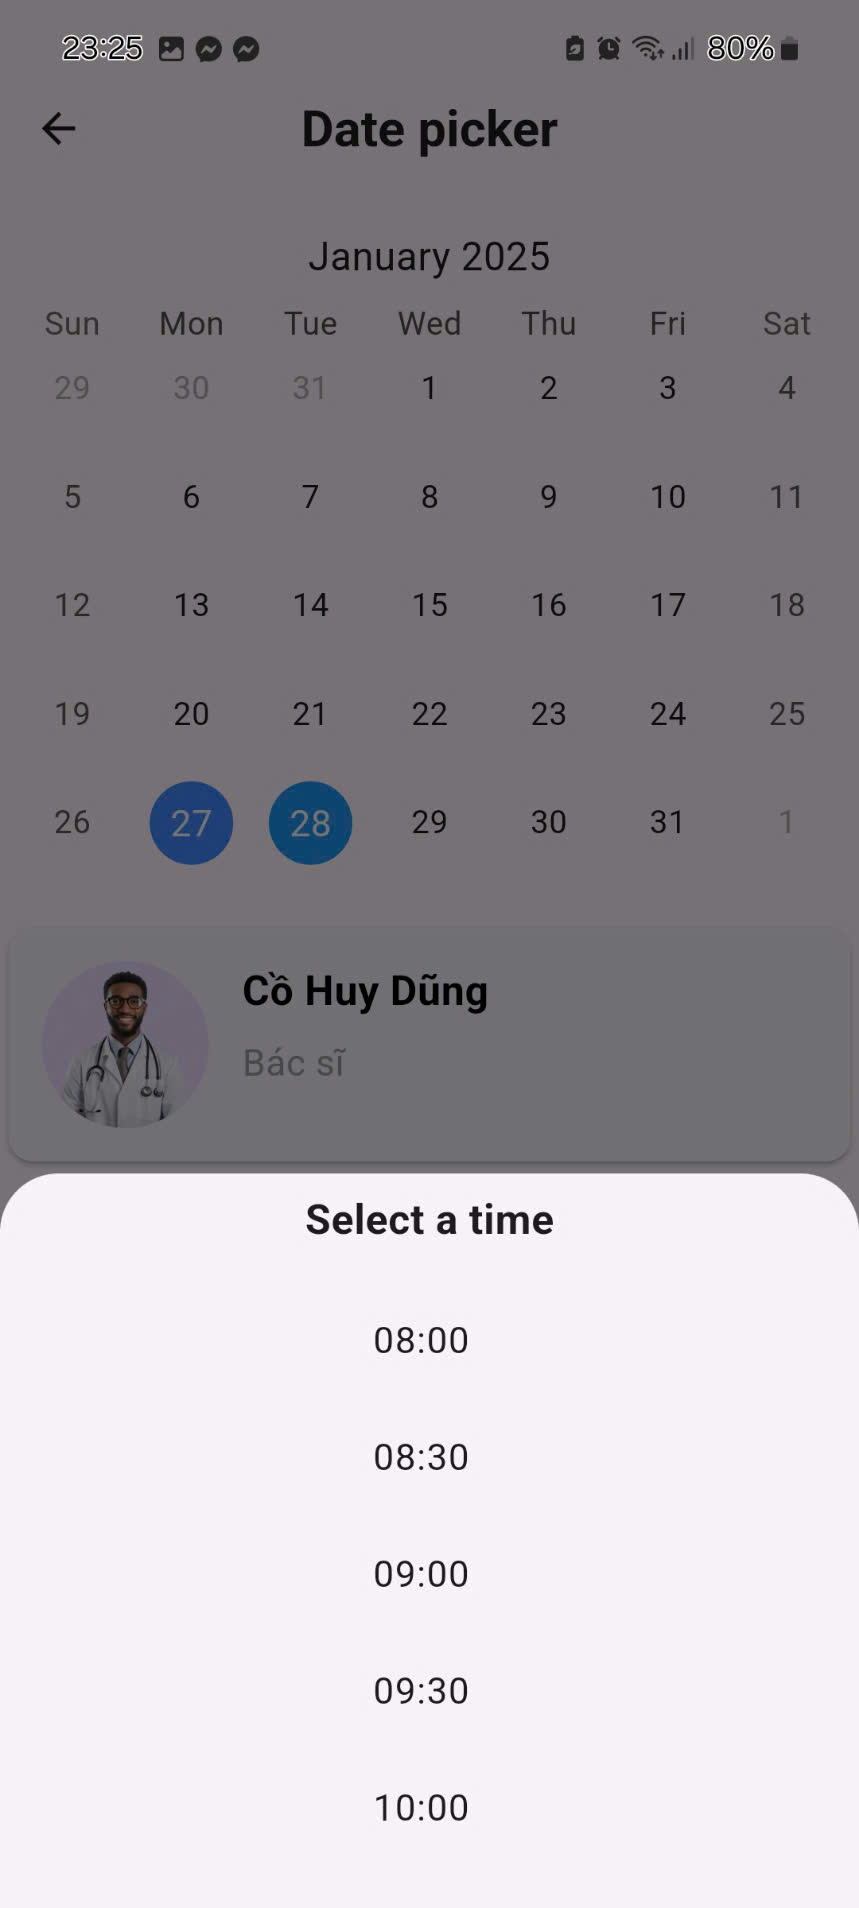 23:25 80%
Date picker
January 2025
Sun Mon Tue Wed Thu Fri Sat
29 30 31 1 2 3 4
5 6 7 8 9 10 11
12 13 14 15 16 17 18
19 20 21 22 23 24 25
26 27 28 29 30 31 1
Cồ Huy Dũng
Bác sĩ
Select a time
08:00
08:30
09:00
09:30
10:00